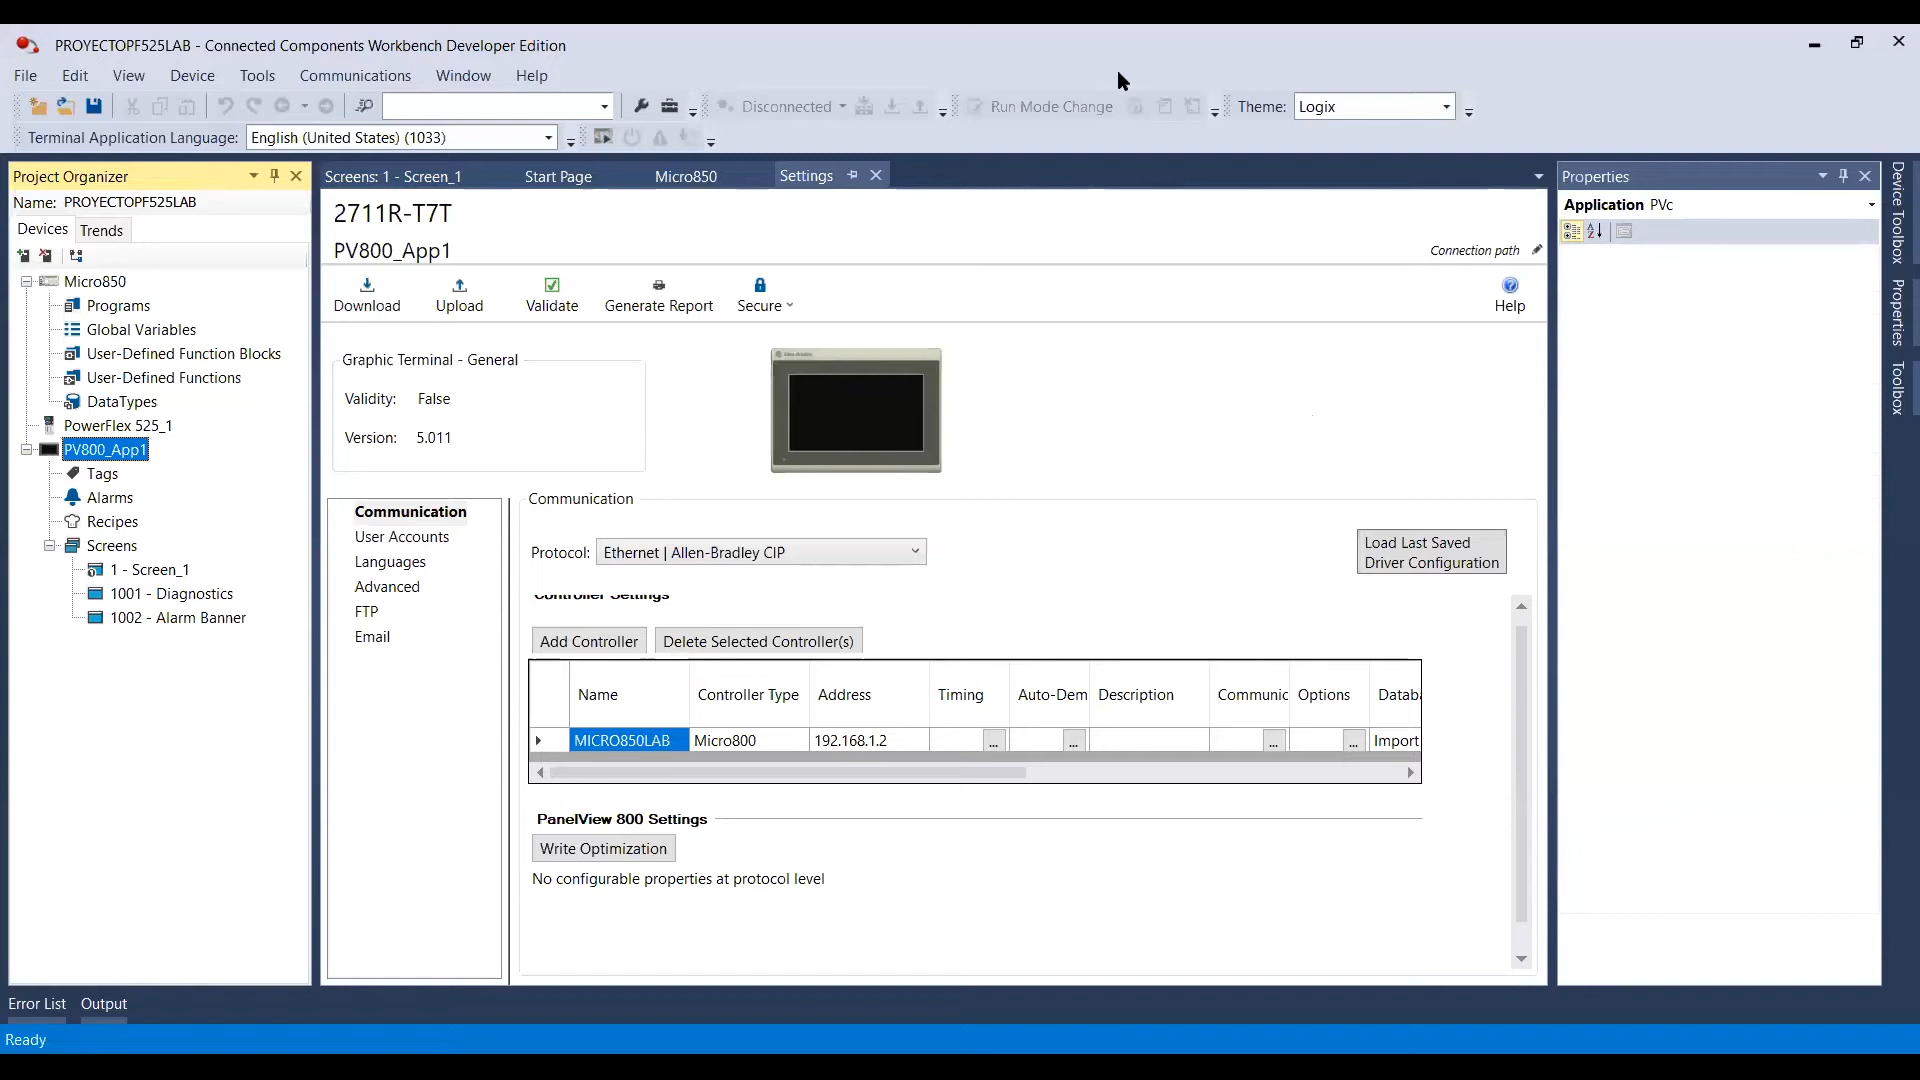 PROYECTOPF525LAB - Connected Components Workbench Developer Edition
File Edit View Device Tools Communications Window Help
Disconnected Run Mode Change Theme: Logix
Terminal Application Language: English (United States) (1033)
Project Organizer
Name: PROYECTOPF525LAB
Devices Trends
Micro850
Programs
Global Variables
User-Defined Function Blocks
User-Defined Functions
DataTypes
PowerFlex 525_1
PV800_App1
Tags
Alarms
Recipes
Screens
1 - Screen_1
1001 - Diagnostics
1002 - Alarm Banner
Screens: 1 - Screen_1 Start Page Micro850 Settings
2711R-T7T
PV800_App1
Connection path
Download Upload Validate Generate Report Secure Help
Graphic Terminal - General
Validity: False
Version: 5.011
Communication
User Accounts
Languages
Advanced
FTP
Email
Communication
Protocol: Ethernet | Allen-Bradley CIP
Load Last Saved
Driver Configuration
Controller Settings
Add Controller Delete Selected Controller(s)
Name Controller Type Address Timing Auto-Dem Description Communic Options Databa
MICRO850LAB Micro800 192.168.1.2 ... ... ... ... Import
PanelView 800 Settings
Write Optimization
No configurable properties at protocol level
Properties
Application PVc
Device Toolbox
Properties
Toolbox
Error List Output
Ready